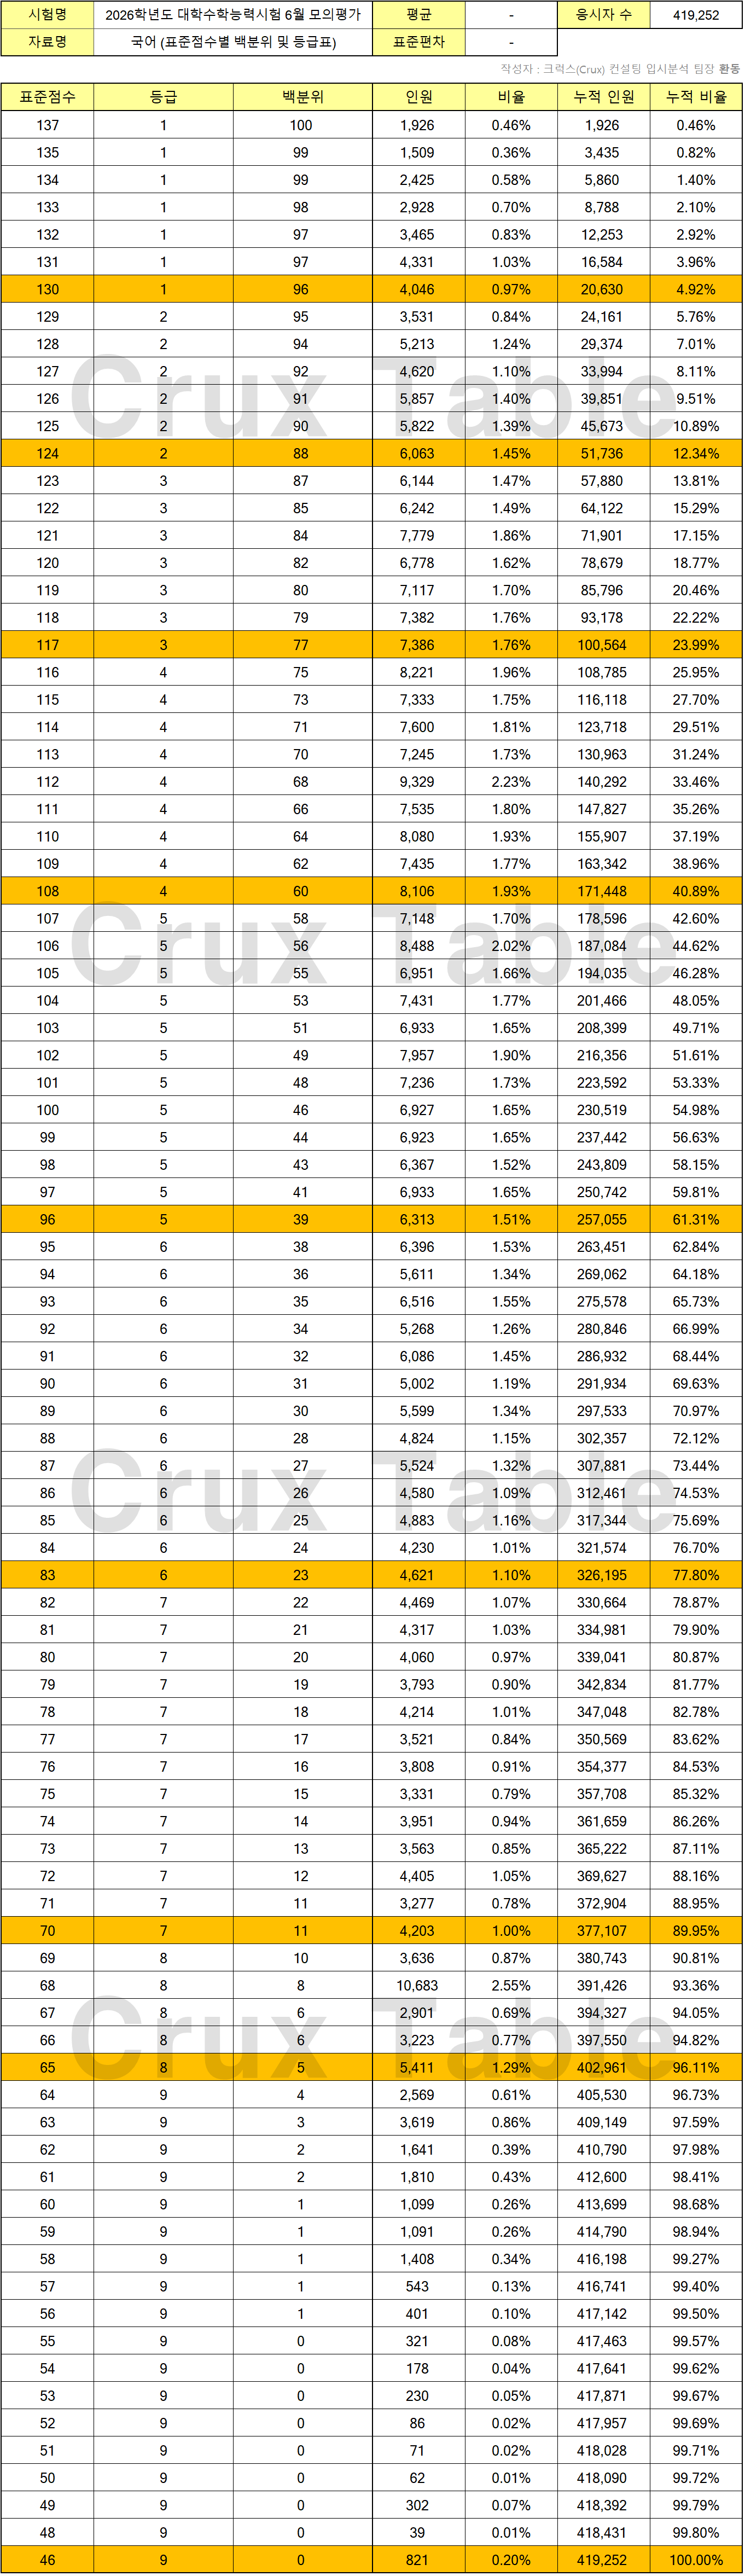 시험명 2026학년도 대학수학능력시험 6월 모의평가 평균 - 응시자 수 419,252
자료명 국어 (표준점수별 백분위 및 등급표) 표준편차 -
작성자 : 크럭스(Crux) 컨설팅 입시분석 팀장 환동
표준점수 등급 백분위 인원 비율 누적 인원 누적 비율
137 1 100 1,926 0.46% 1,926 0.46%
135 1 99 1,509 0.36% 3,435 0.82%
134 1 99 2,425 0.58% 5,860 1.40%
133 1 98 2,928 0.70% 8,788 2.10%
132 1 97 3,465 0.83% 12,253 2.92%
131 1 97 4,331 1.03% 16,584 3.96%
130 1 96 4,046 0.97% 20,630 4.92%
129 2 95 3,531 0.84% 24,161 5.76%
128 2 94 5,213 1.24% 29,374 7.01%
127 2 92 4,620 1.10% 33,994 8.11%
126 2 91 5,857 1.40% 39,851 9.51%
125 2 90 5,822 1.39% 45,673 10.89%
Crux Table
124 2 88 6,063 1.45% 51,736 12.34%
123 3 87 6,144 1.47% 57,880 13.81%
122 3 85 6,242 1.49% 64,122 15.29%
121 3 84 7,779 1.86% 71,901 17.15%
120 3 82 6,778 1.62% 78,679 18.77%
119 3 80 7,117 1.70% 85,796 20.46%
118 3 79 7,382 1.76% 93,178 22.22%
117 3 77 7,386 1.76% 100,564 23.99%
116 4 75 8,221 1.96% 108,785 25.95%
115 4 73 7,333 1.75% 116,118 27.70%
114 4 71 7,600 1.81% 123,718 29.51%
113 4 70 7,245 1.73% 130,963 31.24%
112 4 68 9,329 2.23% 140,292 33.46%
111 4 66 7,535 1.80% 147,827 35.26%
110 4 64 8,080 1.93% 155,907 37.19%
109 4 62 7,435 1.77% 163,342 38.96%
108 4 60 8,106 1.93% 171,448 40.89%
107 5 58 7,148 1.70% 178,596 42.60%
106 5 56 8,488 2.02% 187,084 44.62%
Crux Table
105 5 55 6,951 1.66% 194,035 46.28%
104 5 53 7,431 1.77% 201,466 48.05%
103 5 51 6,933 1.65% 208,399 49.71%
102 5 49 7,957 1.90% 216,356 51.61%
101 5 48 7,236 1.73% 223,592 53.33%
100 5 46 6,927 1.65% 230,519 54.98%
99 5 44 6,923 1.65% 237,442 56.63%
98 5 43 6,367 1.52% 243,809 58.15%
97 5 41 6,933 1.65% 250,742 59.81%
96 5 39 6,313 1.51% 257,055 61.31%
95 6 38 6,396 1.53% 263,451 62.84%
94 6 36 5,611 1.34% 269,062 64.18%
93 6 35 6,516 1.55% 275,578 65.73%
92 6 34 5,268 1.26% 280,846 66.99%
91 6 32 6,086 1.45% 286,932 68.44%
90 6 31 5,002 1.19% 291,934 69.63%
89 6 30 5,599 1.34% 297,533 70.97%
88 6 28 4,824 1.15% 302,357 72.12%
87 6 27 5,524 1.32% 307,881 73.44%
86 6 26 4,580 1.09% 312,461 74.53%
Crux Table
85 6 25 4,883 1.16% 317,344 75.69%
84 6 24 4,230 1.01% 321,574 76.70%
83 6 23 4,621 1.10% 326,195 77.80%
82 7 22 4,469 1.07% 330,664 78.87%
81 7 21 4,317 1.03% 334,981 79.90%
80 7 20 4,060 0.97% 339,041 80.87%
79 7 19 3,793 0.90% 342,834 81.77%
78 7 18 4,214 1.01% 347,048 82.78%
77 7 17 3,521 0.84% 350,569 83.62%
76 7 16 3,808 0.91% 354,377 84.53%
75 7 15 3,331 0.79% 357,708 85.32%
74 7 14 3,951 0.94% 361,659 86.26%
73 7 13 3,563 0.85% 365,222 87.11%
72 7 12 4,405 1.05% 369,627 88.16%
71 7 11 3,277 0.78% 372,904 88.95%
70 7 11 4,203 1.00% 377,107 89.95%
69 8 10 3,636 0.87% 380,743 90.81%
68 8 8 10,683 2.55% 391,426 93.36%
67 8 6 2,901 0.69% 394,327 94.05%
66 8 6 3,223 0.77% 397,550 94.82%
Crux Table
65 8 5 5,411 1.29% 402,961 96.11%
64 9 4 2,569 0.61% 405,530 96.73%
63 9 3 3,619 0.86% 409,149 97.59%
62 9 2 1,641 0.39% 410,790 97.98%
61 9 2 1,810 0.43% 412,600 98.41%
60 9 1 1,099 0.26% 413,699 98.68%
59 9 1 1,091 0.26% 414,790 98.94%
58 9 1 1,408 0.34% 416,198 99.27%
57 9 1 543 0.13% 416,741 99.40%
56 9 1 401 0.10% 417,142 99.50%
55 9 0 321 0.08% 417,463 99.57%
54 9 0 178 0.04% 417,641 99.62%
53 9 0 230 0.05% 417,871 99.67%
52 9 0 86 0.02% 417,957 99.69%
51 9 0 71 0.02% 418,028 99.71%
50 9 0 62 0.01% 418,090 99.72%
49 9 0 302 0.07% 418,392 99.79%
48 9 0 39 0.01% 418,431 99.80%
46 9 0 821 0.20% 419,252 100.00%